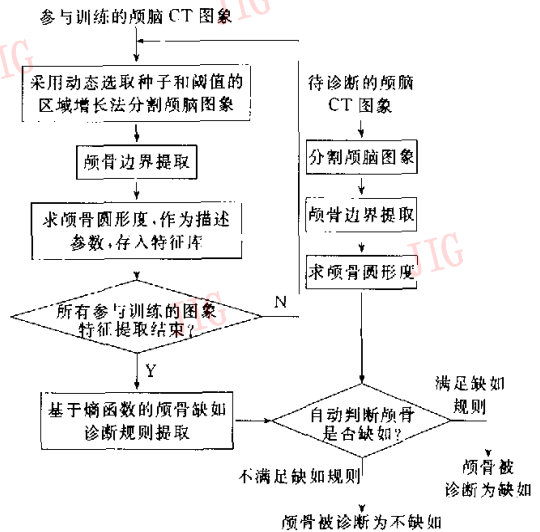 参与训练的颅脑 CT 图象
采用动态选取种子和阈值的
区域增长法分割颅脑图象
颅骨边界提取
求颅骨圆形度,作为描述
参数,存入特征库
所有参与训练的图象
特征提取结束?
N
Y
基于熵函数的颅骨缺如
诊断规则提取
待诊断的颅脑
CT 图象
分割颅脑图象
颅骨边界提取
求颅骨圆形度
自动判断颅骨
是否缺如?
满足缺如
规则
颅骨被
诊断为缺如
不满足缺如规则
颅骨被诊断为不缺如
JIG
JIG
JIG
JIG